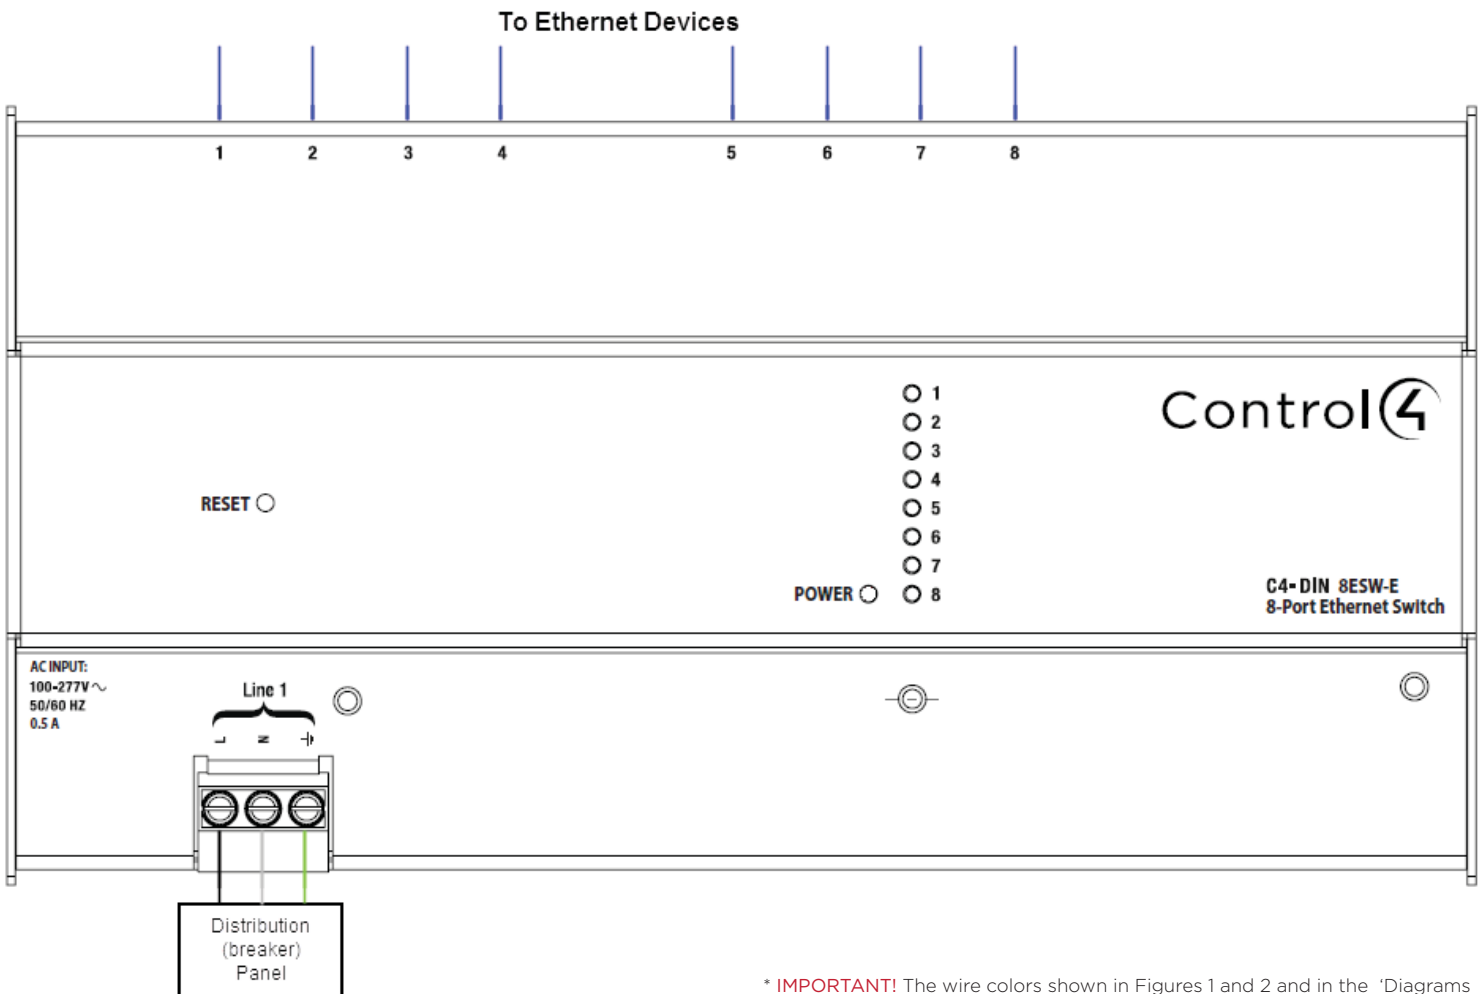 To Ethernet Devices
1 2 3 4 5 6 7 8
1
2
3
4
5
6
7
8
Control4
RESET
POWER
C4-DIN 8ESW-E
8-Port Ethernet Switch
AC INPUT:
100-277V~
50/60 HZ
0.5 A
Line 1
L N
Distribution
(breaker)
Panel
* IMPORTANT! The wire colors shown in Figures 1 and 2 and in the ‘Diagrams